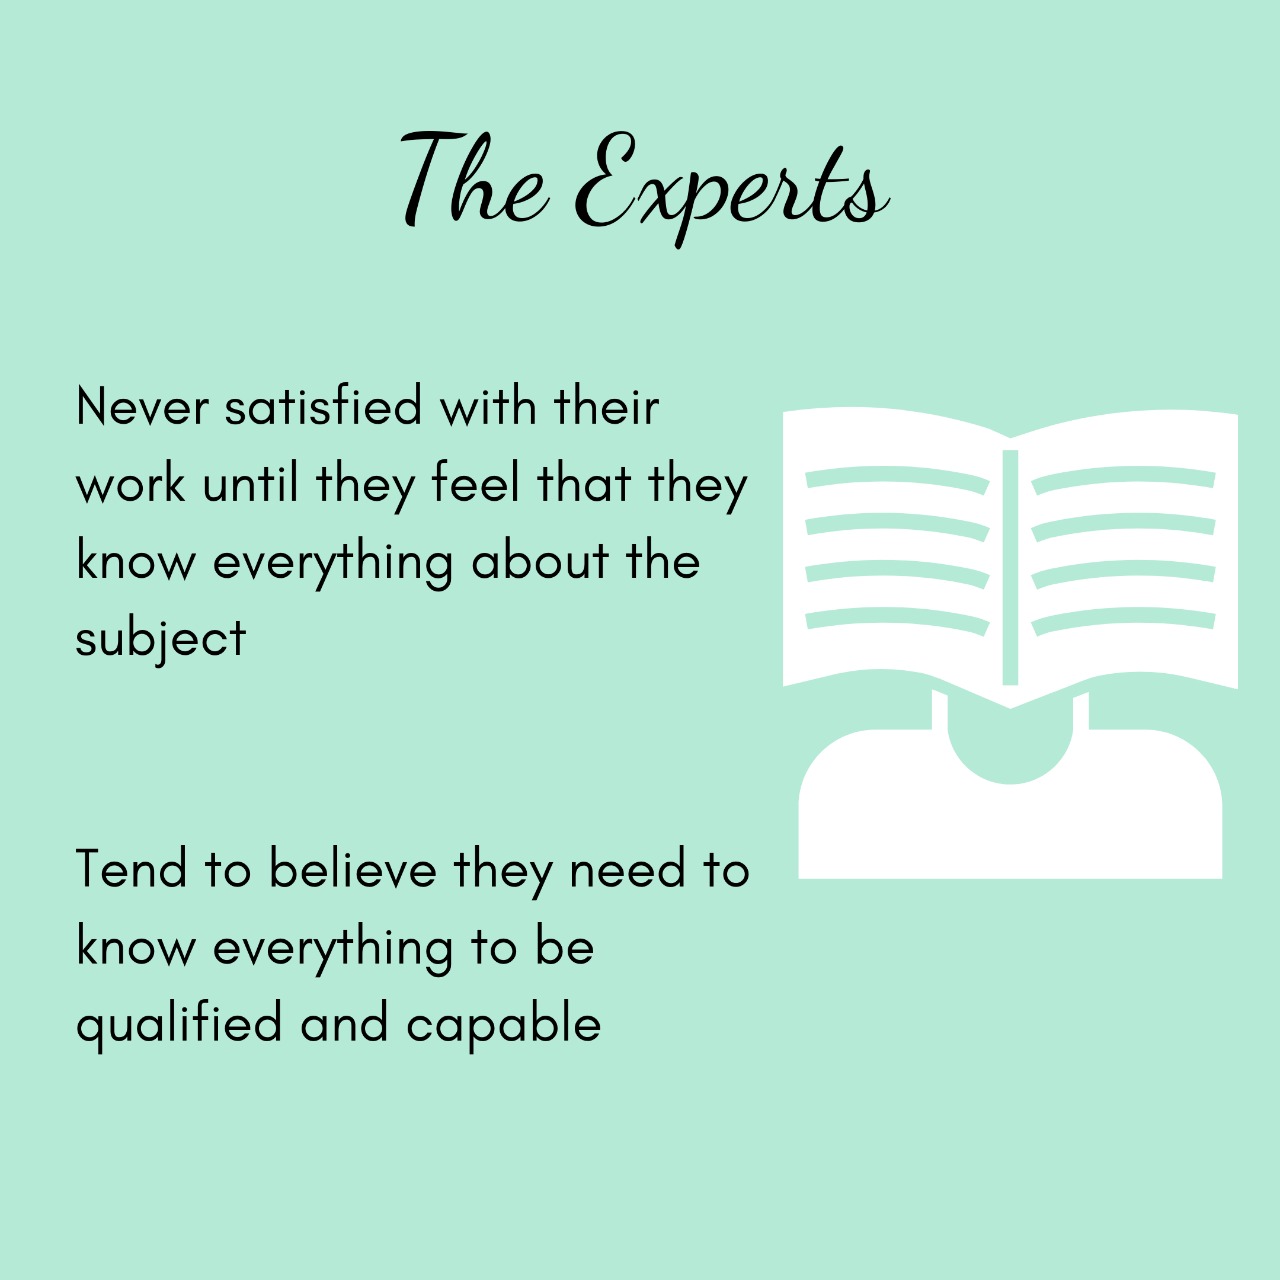 The Experts
Never satisfied with their
work until they feel that they
know everything about the
subject
Tend to believe they need to
know everything to be
qualified and capable